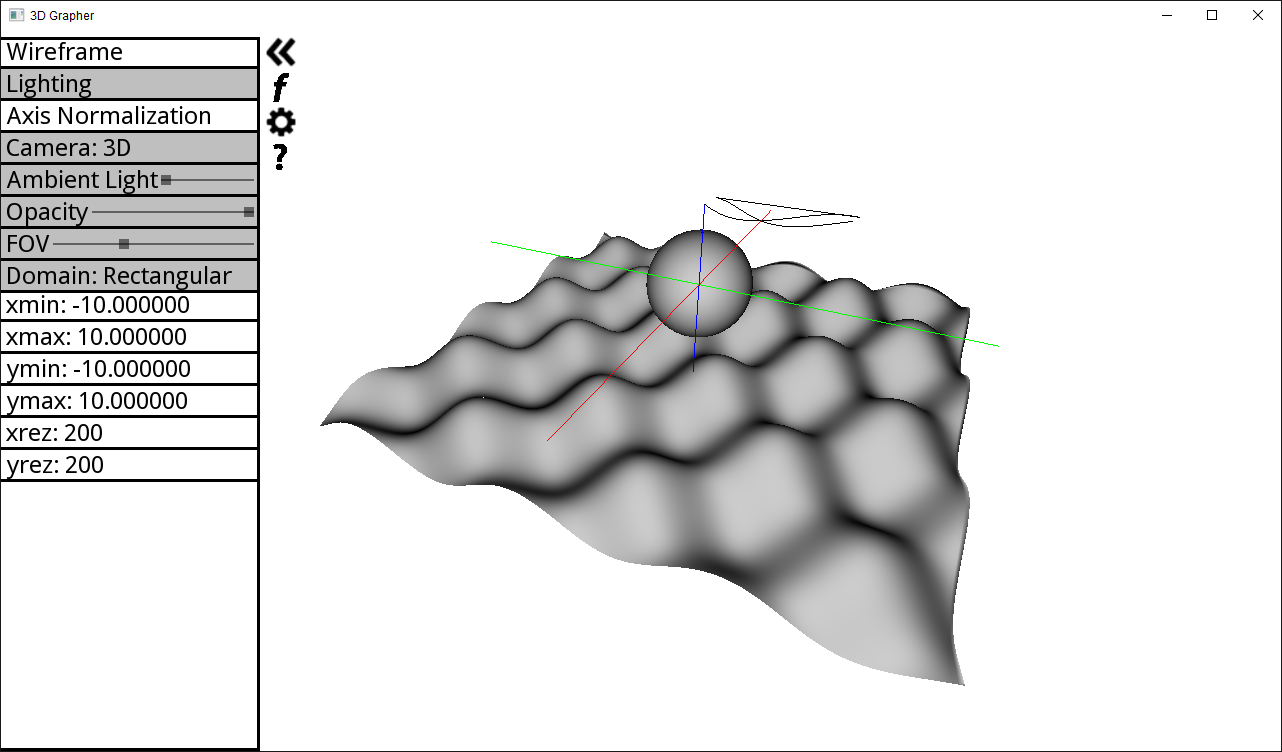 3D Grapher
Wireframe
Lighting
Axis Normalization
Camera: 3D
Ambient Light
Opacity
FOV
Domain: Rectangular
xmin: -10.000000
xmax: 10.000000
ymin: -10.000000
ymax: 10.000000
xrez: 200
yrez: 200
f
?